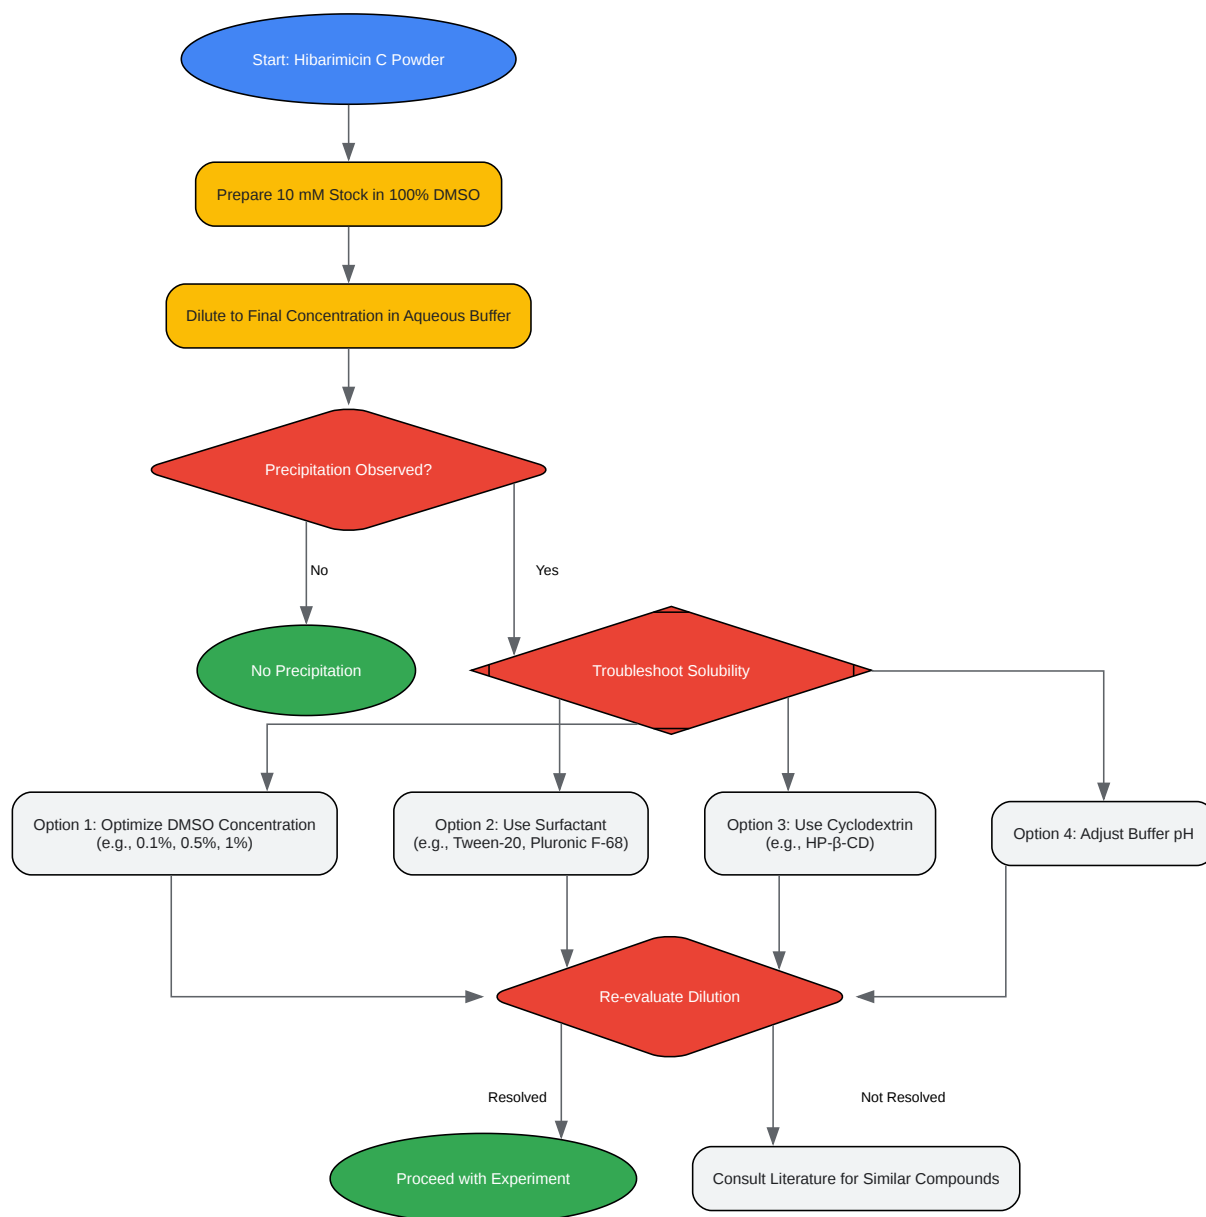 Start: Hibarimicin C Powder
Prepare 10 mM Stock in 100% DMSO
Dilute to Final Concentration in Aqueous Buffer
Precipitation Observed?
No
Yes
No Precipitation
Troubleshoot Solubility
Option 1: Optimize DMSO Concentration
(e.g., 0.1%, 0.5%, 1%)
Option 2: Use Surfactant
(e.g., Tween-20, Pluronic F-68)
Option 3: Use Cyclodextrin
(e.g., HP-β-CD)
Option 4: Adjust Buffer pH
Re-evaluate Dilution
Resolved
Not Resolved
Proceed with Experiment
Consult Literature for Similar Compounds